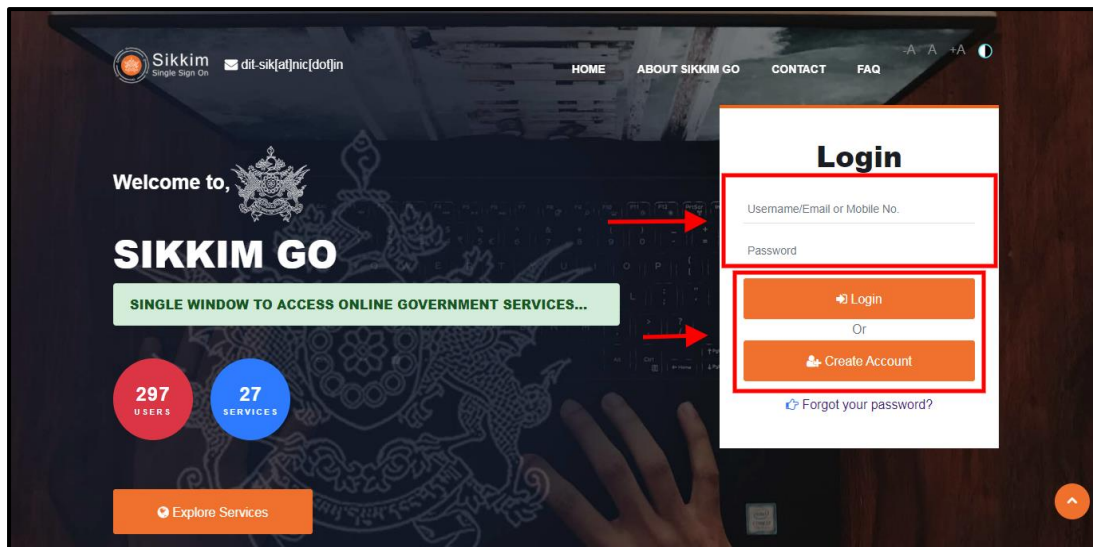 Sikkim
Single Sign On
dit-sik[at]nic[dot]in
HOME ABOUT SIKKIM GO CONTACT FAQ
-A A +A
Welcome to,
SIKKIM GO
SINGLE WINDOW TO ACCESS ONLINE GOVERNMENT SERVICES...
297
USERS
27
SERVICES
Explore Services
Login
Username/Email or Mobile No.
Password
Login
Or
Create Account
Forgot your password?